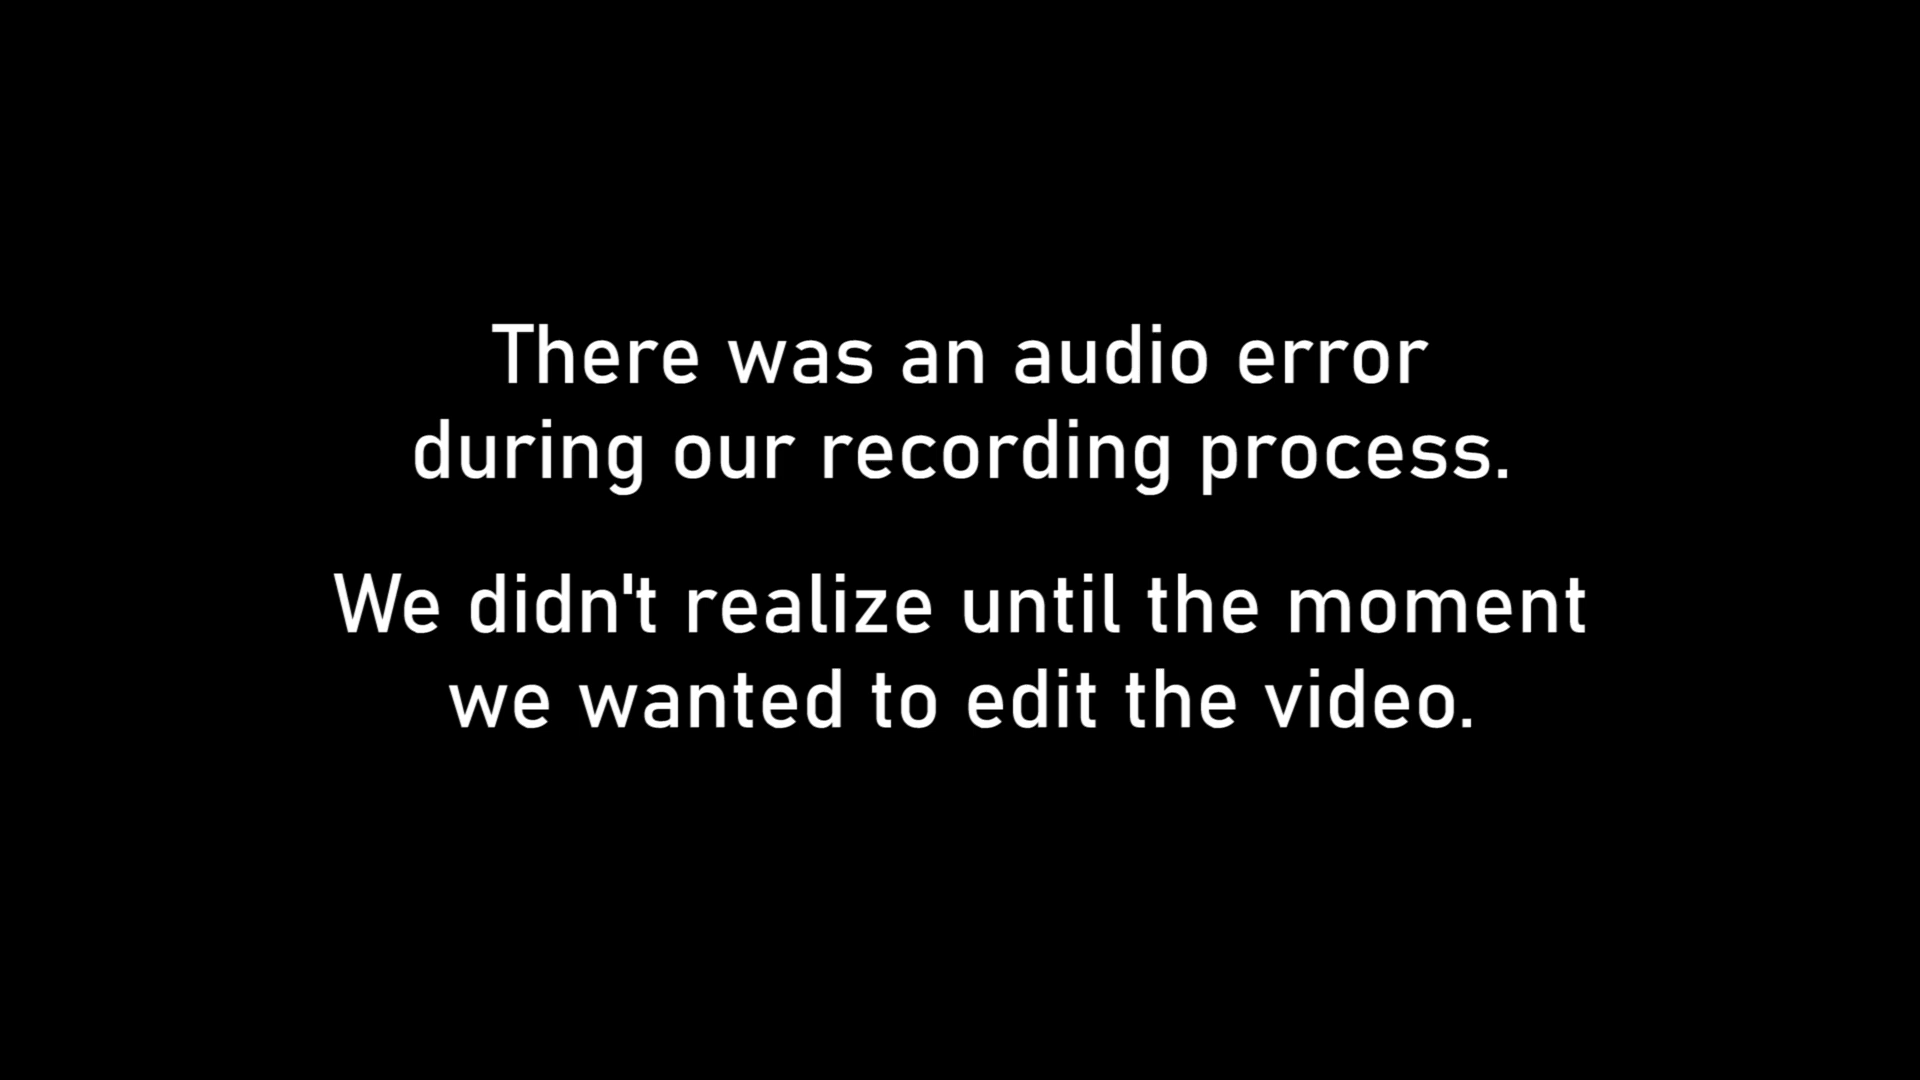 There was an audio error
during our recording process.
We didn't realize until the moment
we wanted to edit the video.